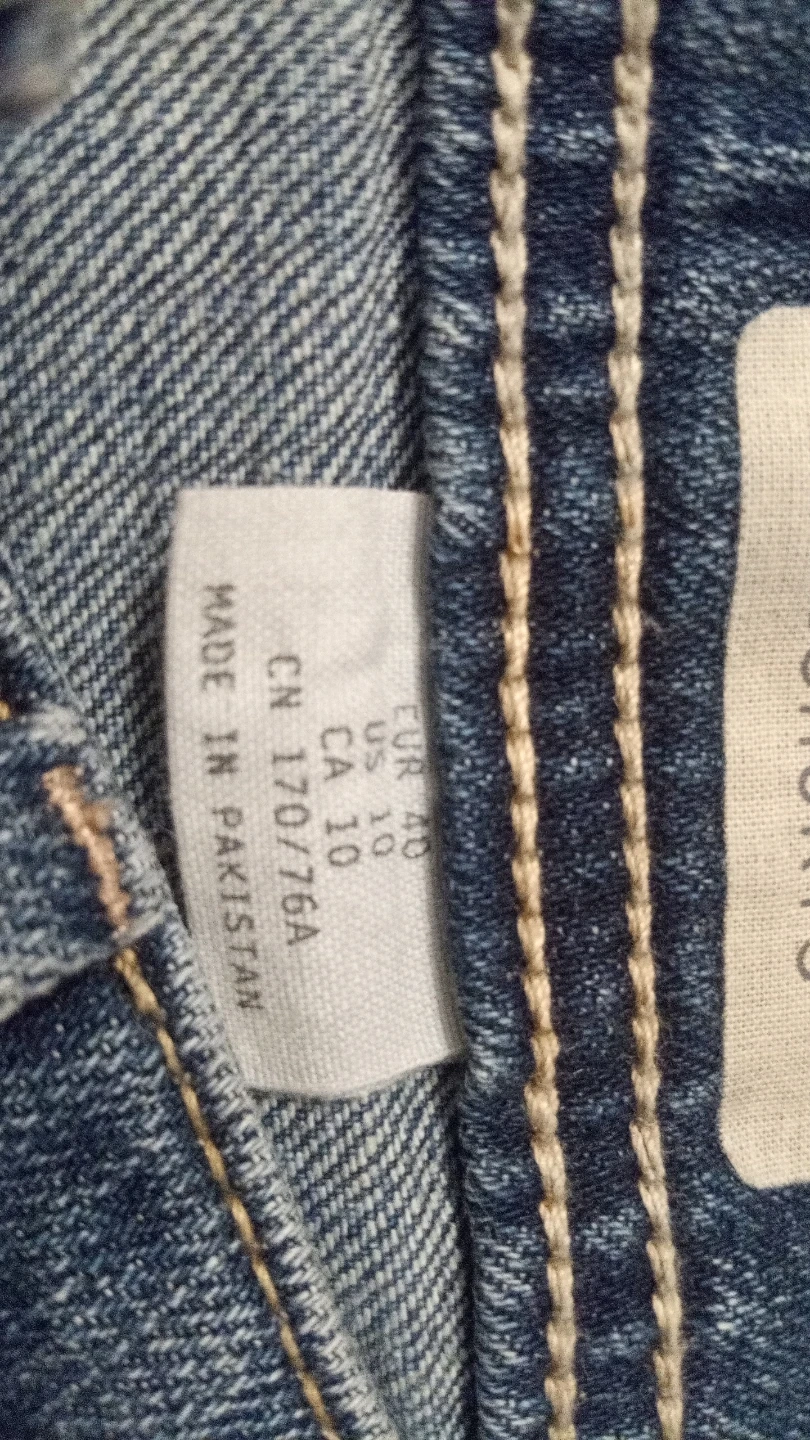 EUR 40
US 10
CA 10
CN 170/76A
MADE IN PAKISTAN